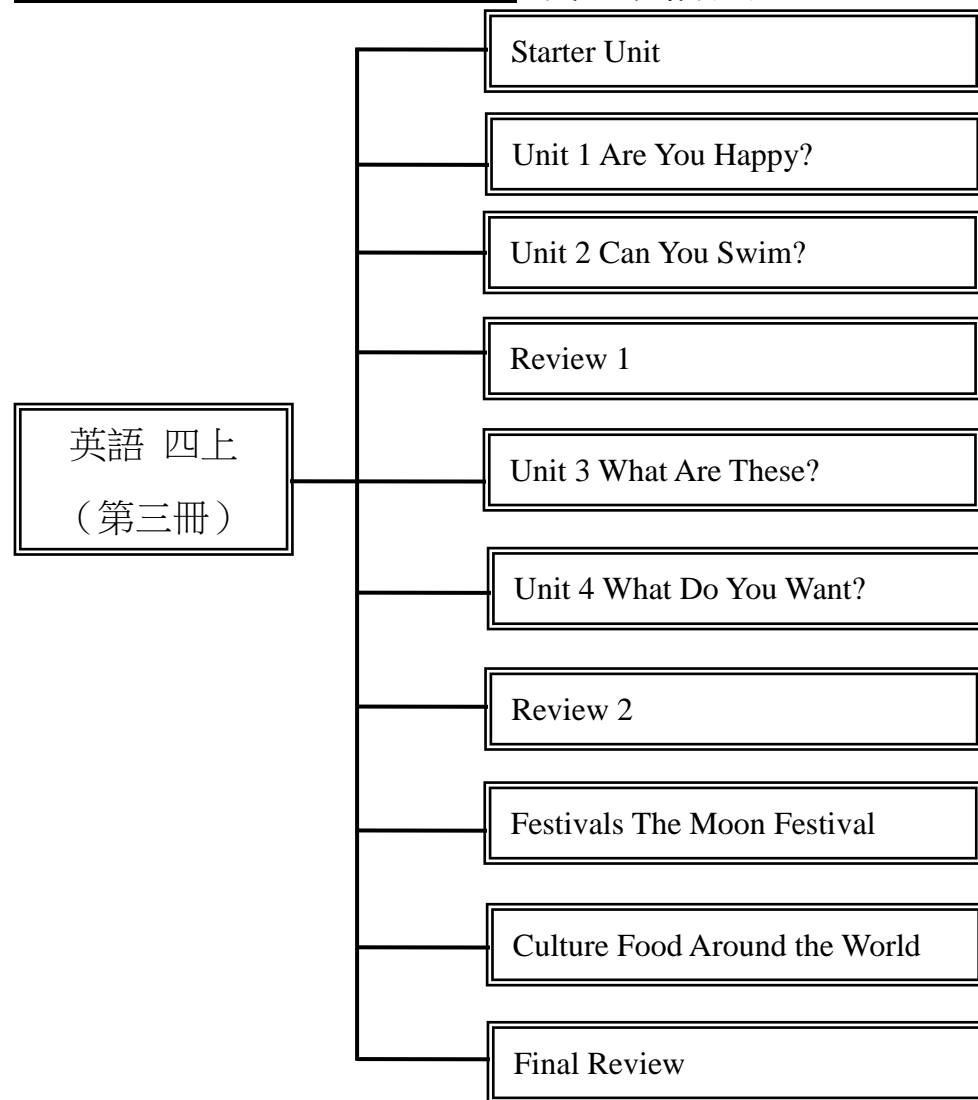 Starter Unit
Unit 1 Are You Happy?
Unit 2 Can You Swim?
Review 1
英語 四上
（第三冊）
Unit 3 What Are These?
Unit 4 What Do You Want?
Review 2
Festivals The Moon Festival
Culture Food Around the World
Final Review